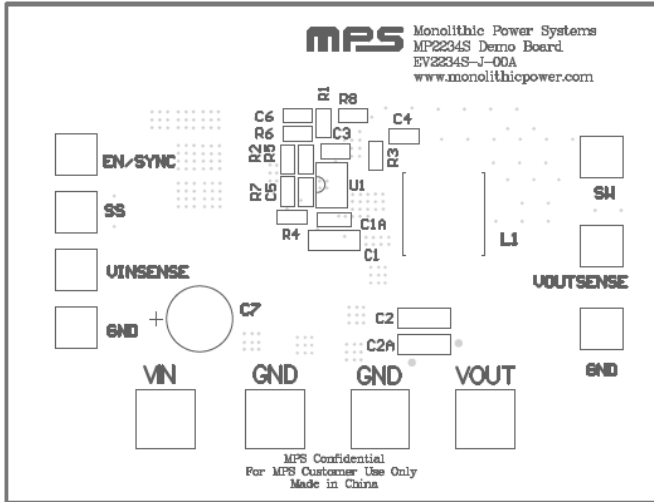 mps
Monolithic Power Systems
MP2234S Demo Board
EV2234S-J-00A
www.monolithicpower.com
C6
R1
R8
R6
C3
C4
R2
R5
R3
EN/SYNC
SW
R7
C5
U1
SS
R4
C1A
C1
L1
VINSENSE
VOUTSENSE
C7
C2
GND
C2A
GND
VIN
GND
GND
VOUT
MPS Confidential
For MPS Customer Use Only
Made in China